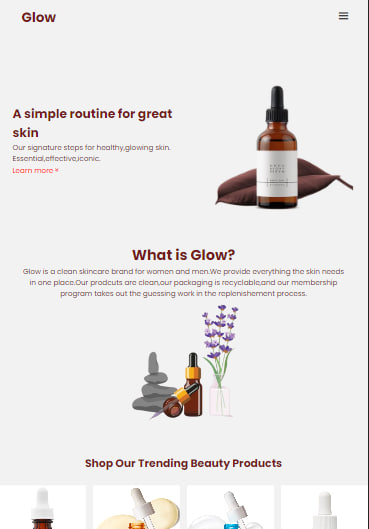 Glow
A simple routine for great
skin
Our signature steps for healthy,glowing skin.
Essential,effective,iconic.
Learn more
What is Glow?
Glow is a clean skincare brand for women and men.We provide everything the skin needs
in one place.Our prodcuts are clean,our packaging is recyclable,and our membership
program takes out the guessing work in the replenishement process.
Shop Our Trending Beauty Products